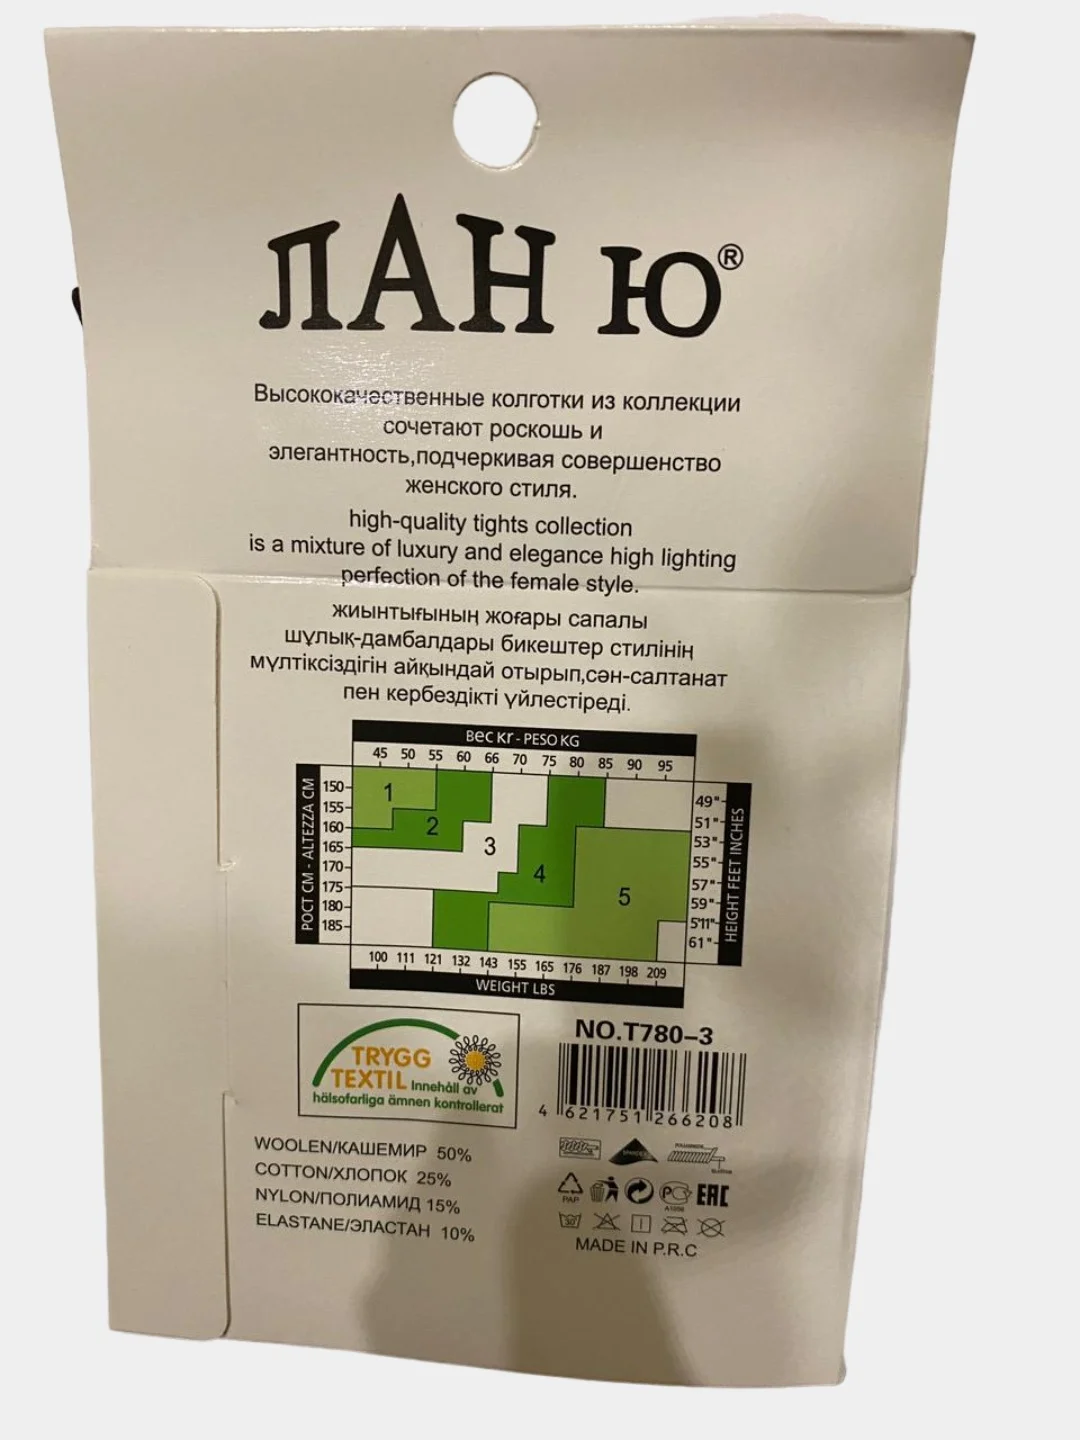 ЛАН Ю®
Высококачественные колготки из коллекции
сочетают роскошь и
элегантность,подчеркивая совершенство
женского стиля.
high-quality tights collection
is a mixture of luxury and elegance high lighting
perfection of the female style.
жиынтығының жоғары сапалы
шұлық-дамбалдары бикештер стилінің
мүлтіксіздігін айқындай отырып,сән-салтанат
пен кербездікті үйлестіреді.
Вес кг - PESO KG
45 50 55 60 66 70 75 80 85 90 95
РОСТ СМ - ALTEZZA CM
150
155
160
165
170
175
180
185
1
2
3
4
5
49"
51"
53"
55"
57"
59"
5'11"
61"
HEIGHT FEET INCHES
100 111 121 132 143 155 165 176 187 198 209
WEIGHT LBS
TRYGG
TEXTIL Innehåll av
hälsofarliga ämnen kontrollerat
NO.T780-3
4 621751 266208
WOOLEN/КАШЕМИР 50%
COTTON/ХЛОПОК 25%
NYLON/ПОЛИАМИД 15%
ELASTANE/ЭЛАСТАН 10%
PAP
EAC
MADE IN P.R.C